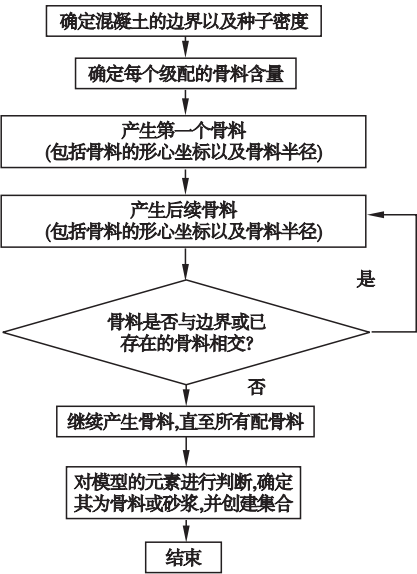 确定混凝土的边界以及种子密度
确定每个级配的骨料含量
产生第一个骨料
(包括骨料的形心坐标以及骨料半径)
产生后续骨料
(包括骨料的形心坐标以及骨料半径)
是
骨料是否与边界或已
存在的骨料相交?
否
继续产生骨料,直至所有配骨料
对模型的元素进行判断,确定
其为骨料或砂浆,并创建集合
结束